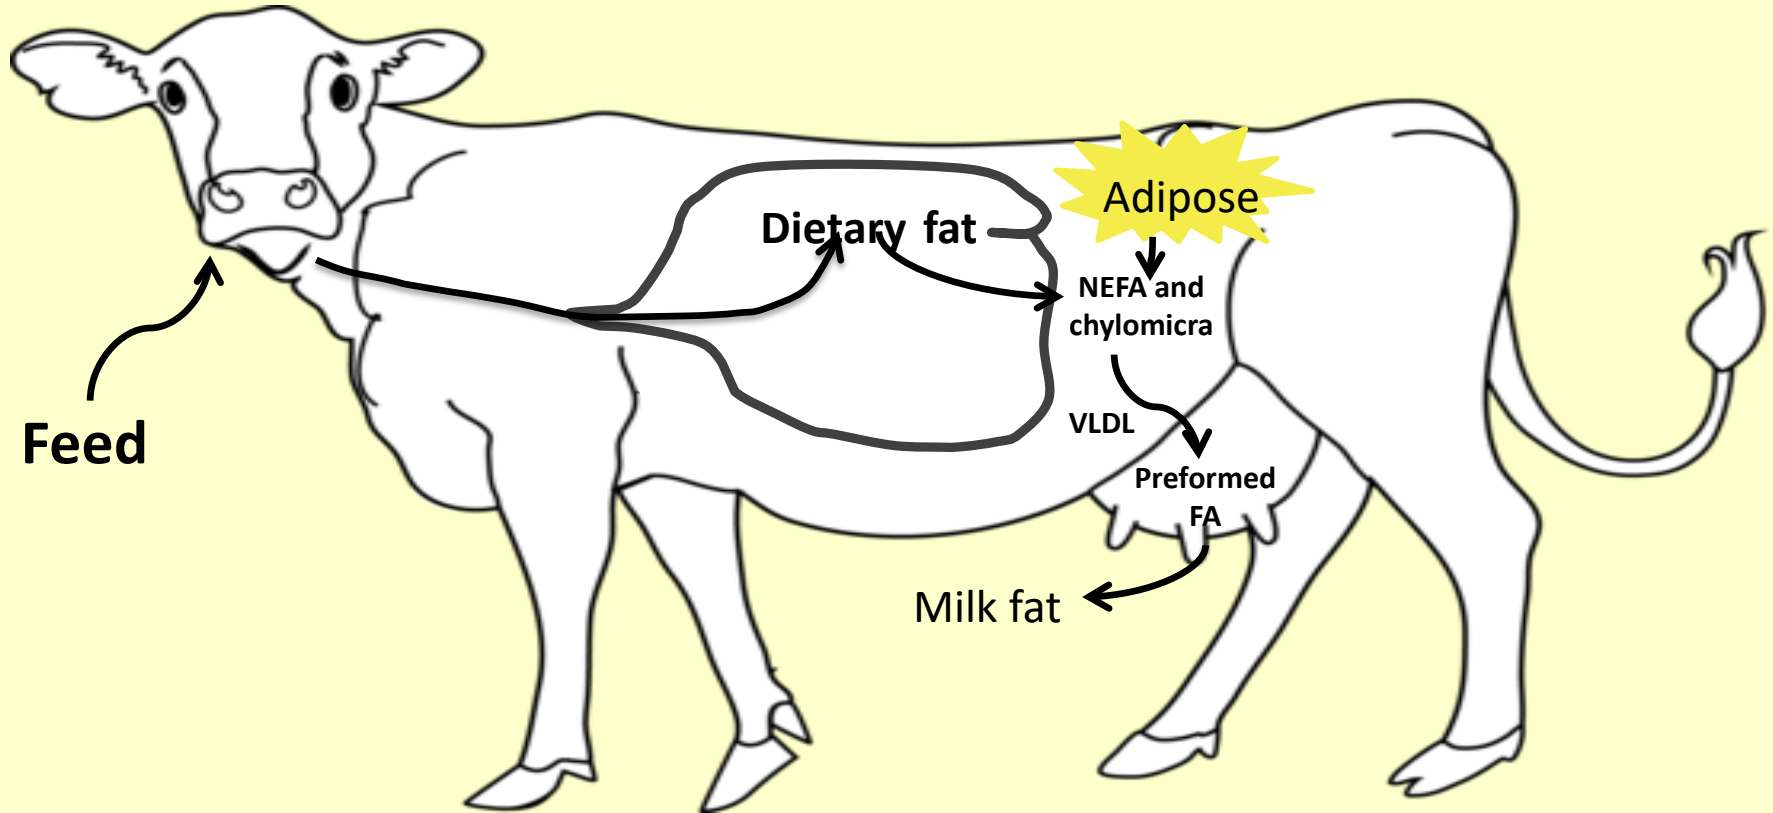 Adipose
Dietary fat
NEFA and
chylomicra
VLDL
Feed
Preformed
FA
Milk fat